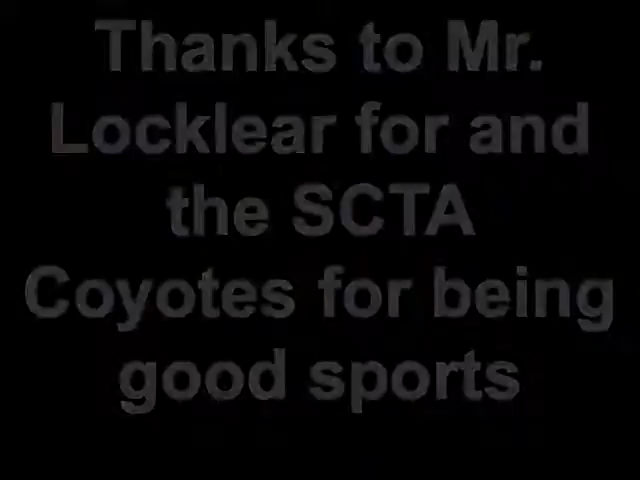 Thanks to Mr.
Locklear for and
the SCTA
Coyotes for being
good sports